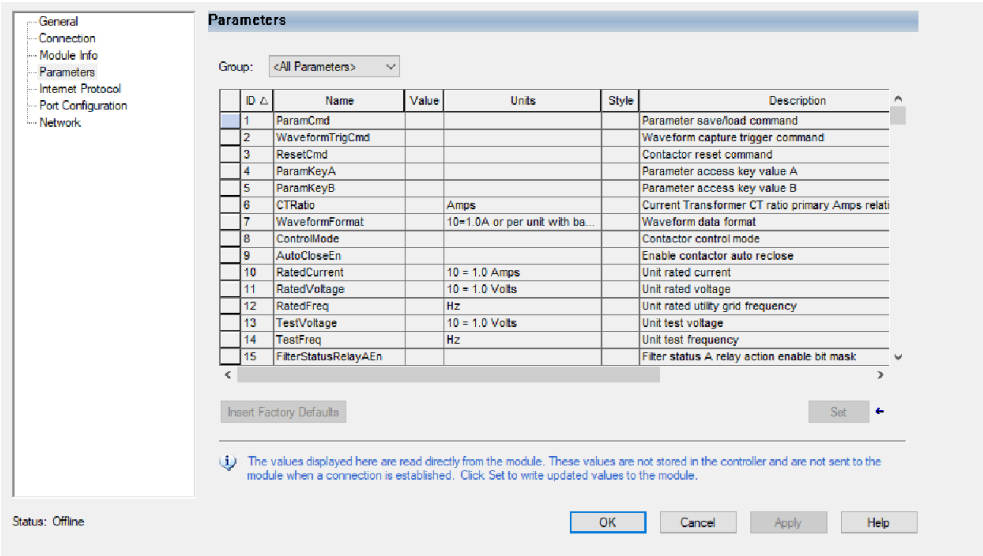 General
Connection
Module Info
Parameters
Internet Protocol
Port Configuration
Network
Parameters
Group: <All Parameters>
ID Name Value Units Style Description
1 ParamCmd Parameter save/load command
2 WaveformTrigCmd Waveform capture trigger command
3 ResetCmd Contactor reset command
4 ParamKeyA Parameter access key value A
5 ParamKeyB Parameter access key value B
6 CTRatio Amps Current Transformer CT ratio primary Amps relati
7 WaveformFormat 10=1.0A or per unit with ba... Waveform data format
8 ControlMode Contactor control mode
9 AutoCloseEn Enable contactor auto reclose
10 RatedCurrent 10 = 1.0 Amps Unit rated current
11 RatedVoltage 10 = 1.0 Volts Unit rated voltage
12 RatedFreq Hz Unit rated utility grid frequency
13 TestVoltage 10 = 1.0 Volts Unit test voltage
14 TestFreq Hz Unit test frequency
15 FilterStatusRelayAEn Filter status A relay action enable bit mask
Insert Factory Defaults Set
The values displayed here are read directly from the module. These values are not stored in the controller and are not sent to the
module when a connection is established. Click Set to write updated values to the module.
Status: Offline
OK Cancel Apply Help